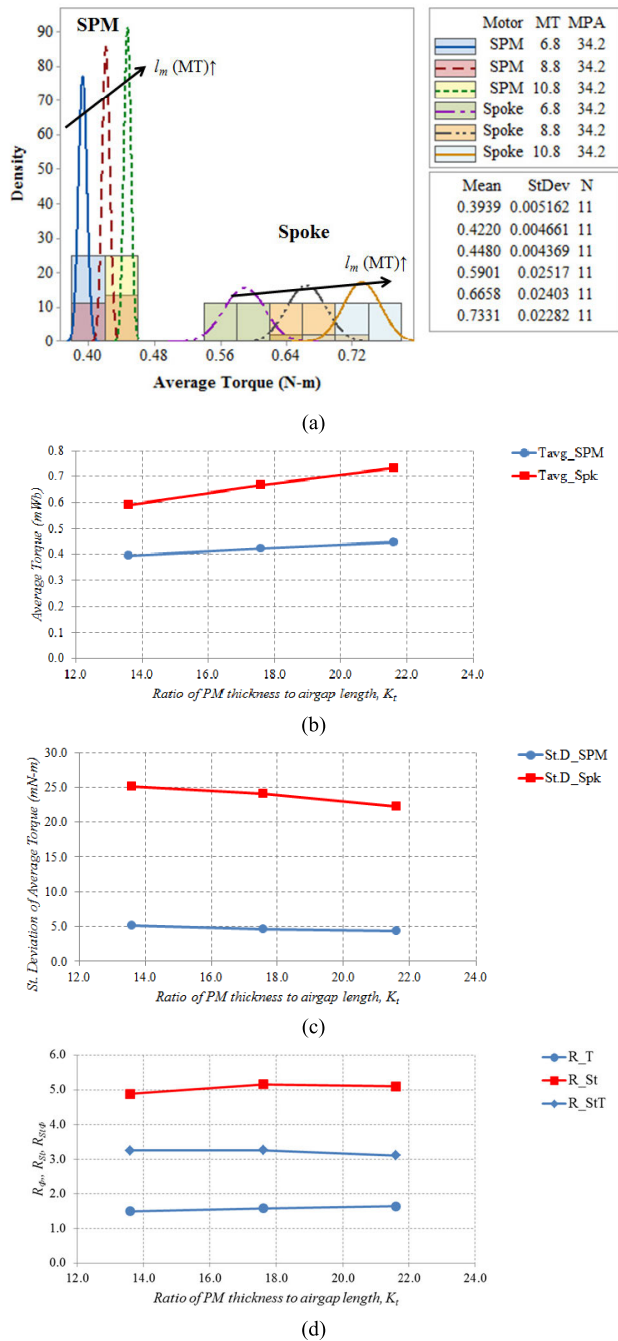 SPM
l_m (MT)↑
Density
90
80
70
60
50
40
30
20
10
0
Spoke
l_m (MT)↑
0.40 0.48 0.56 0.64 0.72
Average Torque (N-m)
Motor MT MPA
SPM 6.8 34.2
SPM 8.8 34.2
SPM 10.8 34.2
Spoke 6.8 34.2
Spoke 8.8 34.2
Spoke 10.8 34.2
Mean StDev N
0.3939 0.005162 11
0.4220 0.004661 11
0.4480 0.004369 11
0.5901 0.02517 11
0.6658 0.02403 11
0.7331 0.02282 11
(a)
Average Torque (mWb)
0.8
0.7
0.6
0.5
0.4
0.3
0.2
0.1
0.0
12.0 14.0 16.0 18.0 20.0 22.0 24.0
Ratio of PM thickness to airgap length, K_t
Tavg_SPM
Tavg_Spk
(b)
St. Deviation of Average Torque (mN-m)
30.0
25.0
20.0
15.0
10.0
5.0
0.0
12.0 14.0 16.0 18.0 20.0 22.0 24.0
Ratio of PM thickness to airgap length, K_t
St.D_SPM
St.D_Spk
(c)
6.0
5.0
4.0
3.0
2.0
1.0
0.0
12.0 14.0 16.0 18.0 20.0 22.0 24.0
Ratio of PM thickness to airgap length, K_t
R_T
R_St
R_StT
(d)